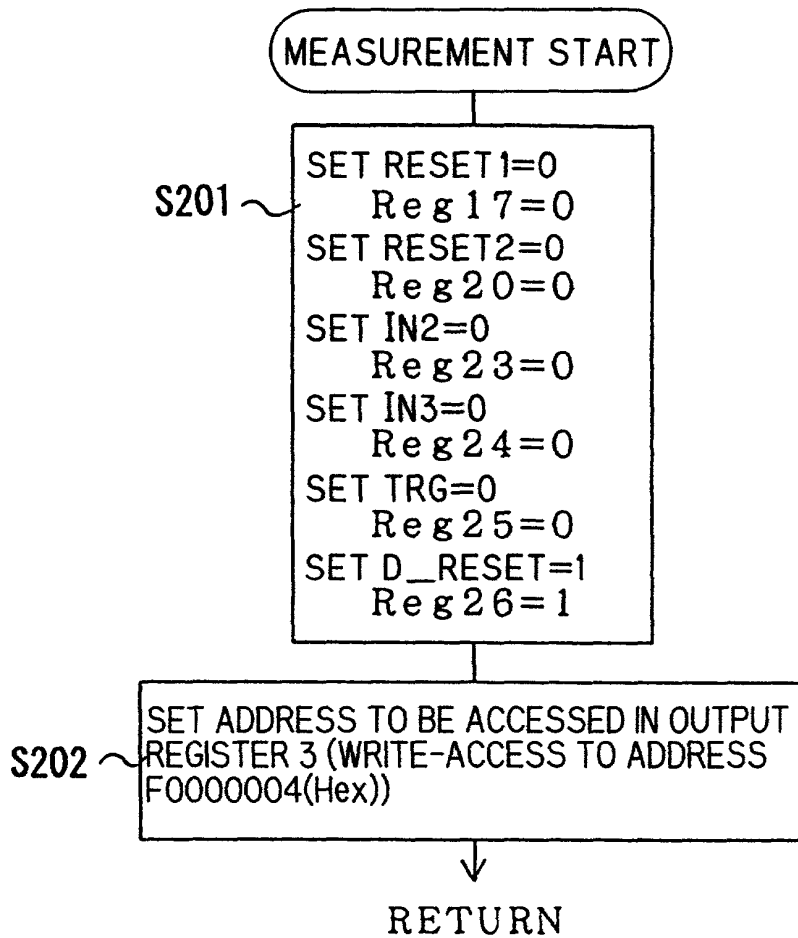 MEASUREMENT START
S201
SET RESET1=0
Reg17=0
SET RESET2=0
Reg20=0
SET IN2=0
Reg23=0
SET IN3=0
Reg24=0
SET TRG=0
Reg25=0
SET D_RESET=1
Reg26=1
S202
SET ADDRESS TO BE ACCESSED IN OUTPUT
REGISTER 3 (WRITE-ACCESS TO ADDRESS
F0000004(Hex))
RETURN